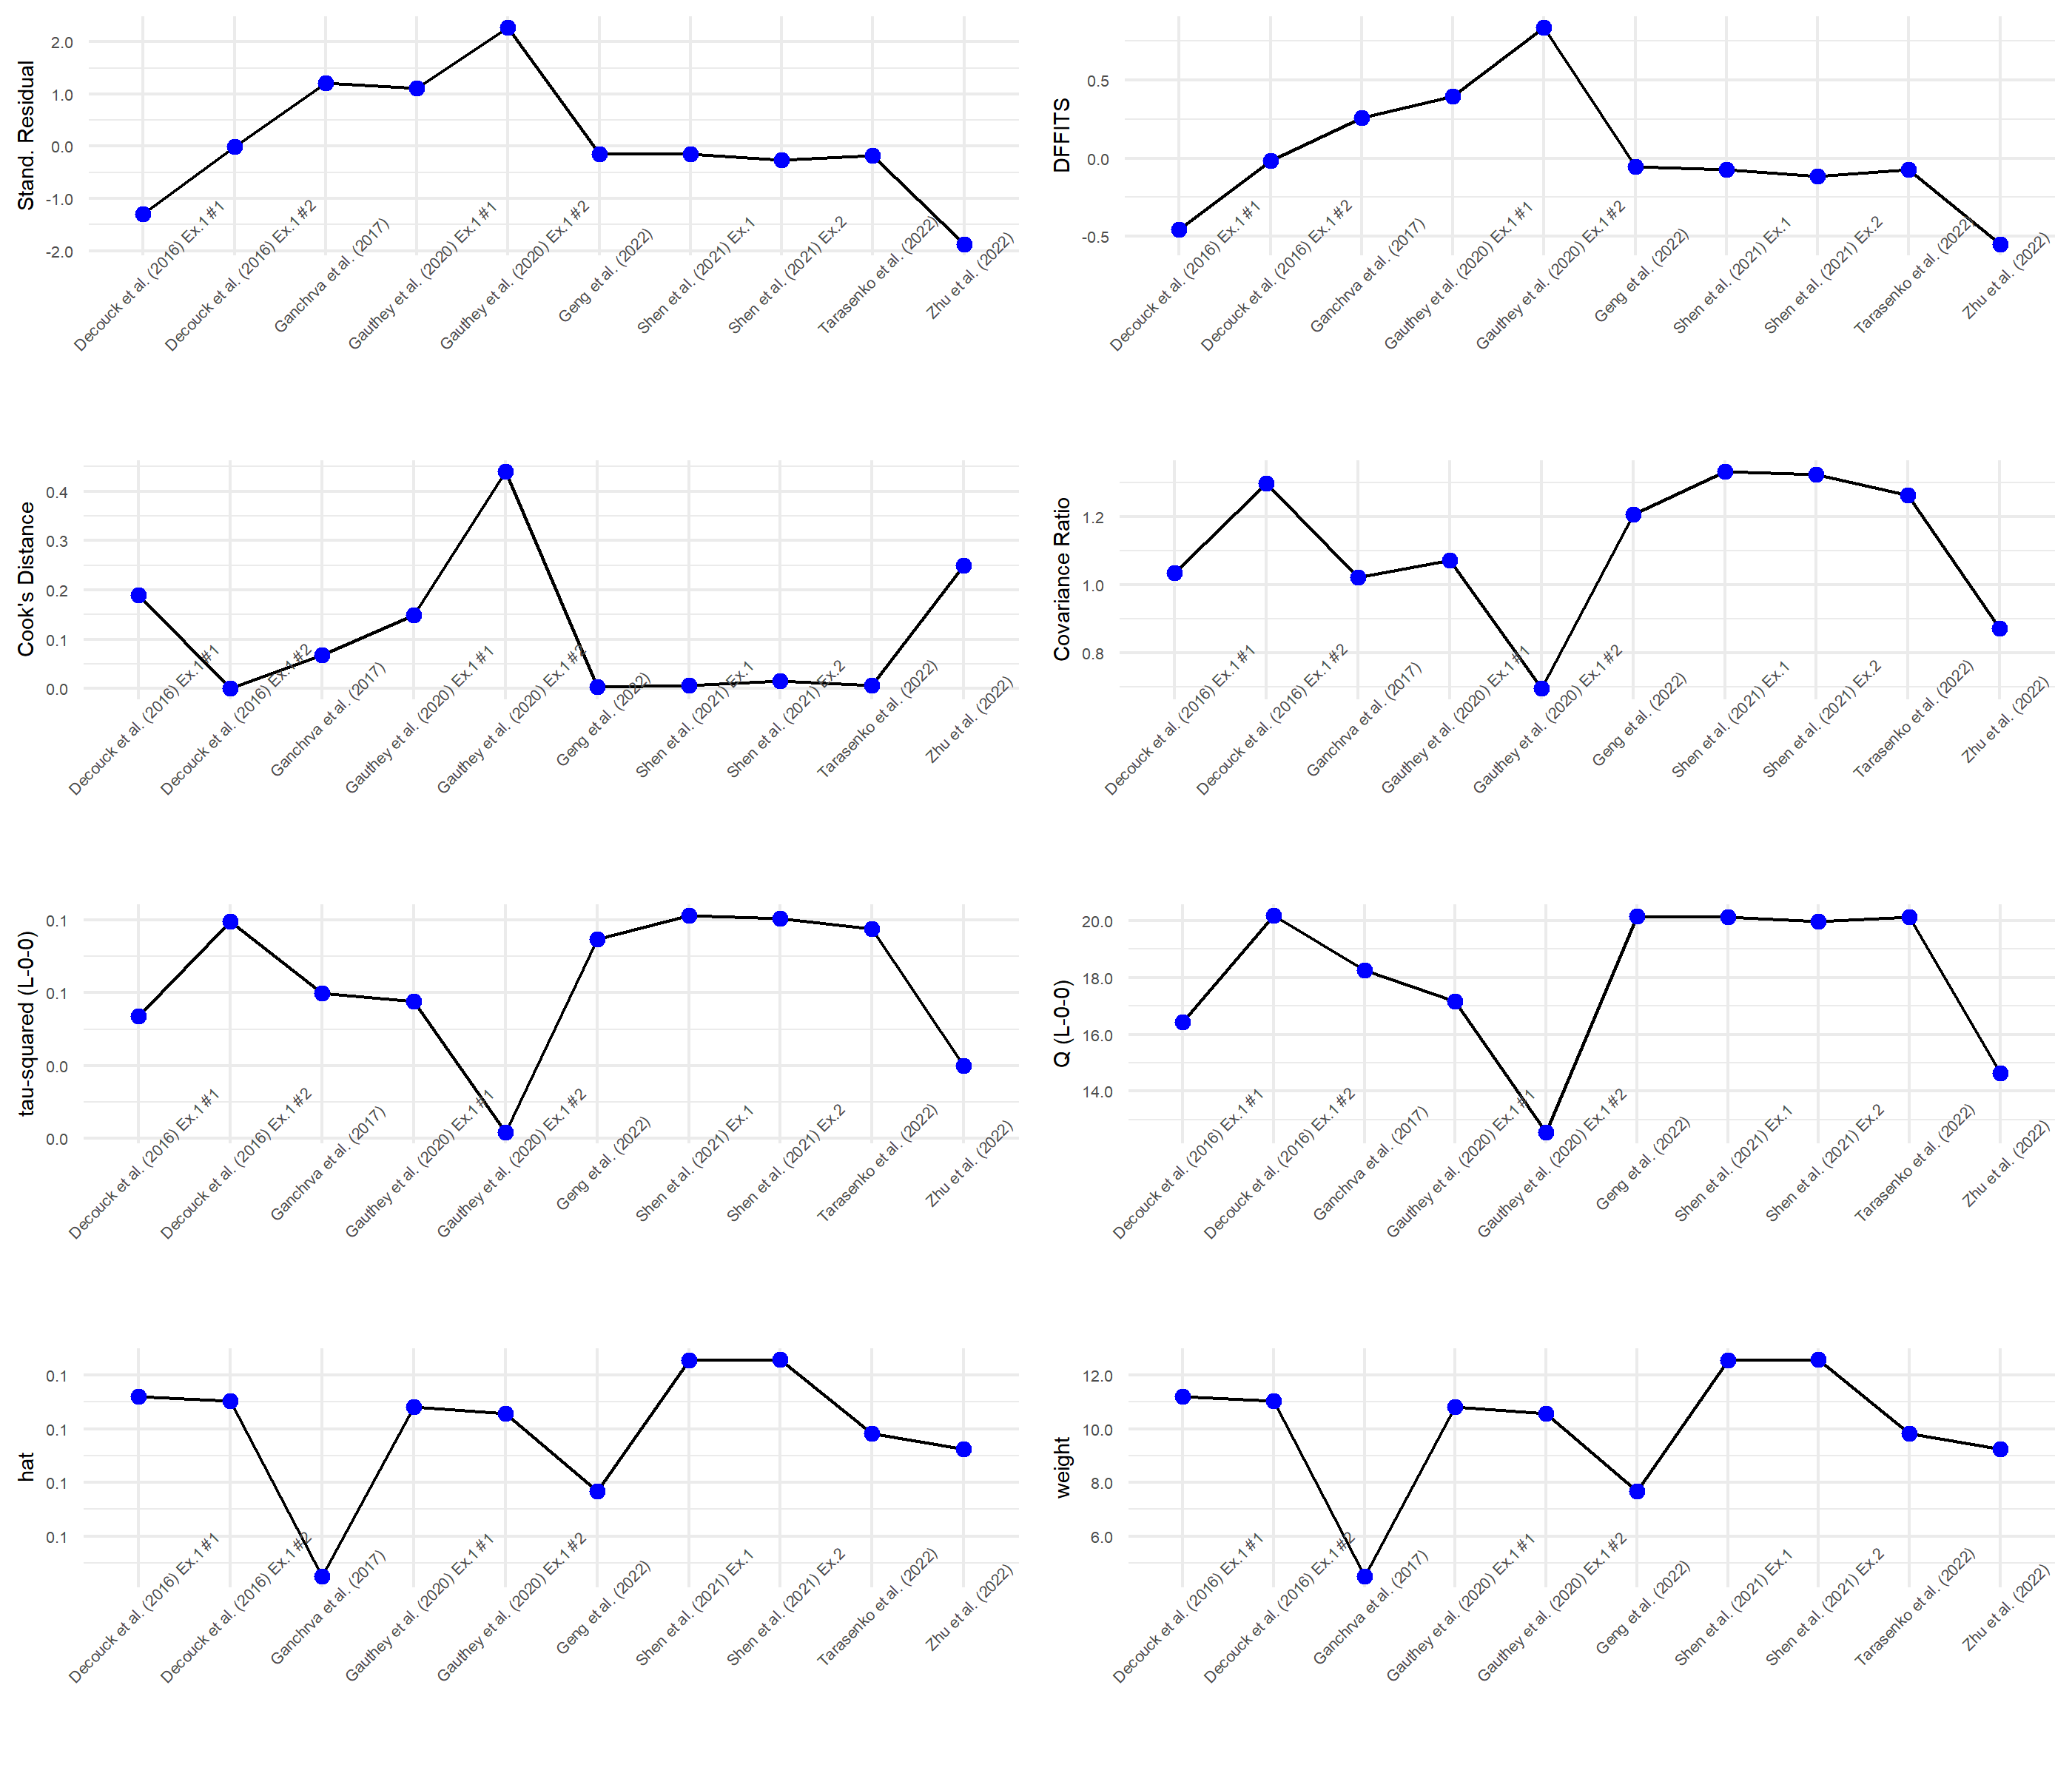 Stand. Residual
2.0
1.0
0.0
-1.0
-2.0
Decouck et al. (2016) Ex.1 #1
Decouck et al. (2016) Ex.1 #2
Ganchrva et al. (2017)
Gauthey et al. (2020) Ex.1 #1
Gauthey et al. (2020) Ex.1 #2
Geng et al. (2022)
Shen et al. (2021) Ex.1
Shen et al. (2021) Ex.2
Tarasenko et al. (2022)
Zhu et al. (2022)
DFFITS
0.5
0.0
-0.5
Decouck et al. (2016) Ex.1 #1
Decouck et al. (2016) Ex.1 #2
Ganchrva et al. (2017)
Gauthey et al. (2020) Ex.1 #1
Gauthey et al. (2020) Ex.1 #2
Geng et al. (2022)
Shen et al. (2021) Ex.1
Shen et al. (2021) Ex.2
Tarasenko et al. (2022)
Zhu et al. (2022)
Cook's Distance
0.4
0.3
0.2
0.1
0.0
Decouck et al. (2016) Ex.1 #1
Decouck et al. (2016) Ex.1 #2
Ganchrva et al. (2017)
Gauthey et al. (2020) Ex.1 #1
Gauthey et al. (2020) Ex.1 #2
Geng et al. (2022)
Shen et al. (2021) Ex.1
Shen et al. (2021) Ex.2
Tarasenko et al. (2022)
Zhu et al. (2022)
Covariance Ratio
1.2
1.0
0.8
Decouck et al. (2016) Ex.1 #1
Decouck et al. (2016) Ex.1 #2
Ganchrva et al. (2017)
Gauthey et al. (2020) Ex.1 #1
Gauthey et al. (2020) Ex.1 #2
Geng et al. (2022)
Shen et al. (2021) Ex.1
Shen et al. (2021) Ex.2
Tarasenko et al. (2022)
Zhu et al. (2022)
tau-squared (L-0-0)
0.1
0.1
0.0
0.0
Decouck et al. (2016) Ex.1 #1
Decouck et al. (2016) Ex.1 #2
Ganchrva et al. (2017)
Gauthey et al. (2020) Ex.1 #1
Gauthey et al. (2020) Ex.1 #2
Geng et al. (2022)
Shen et al. (2021) Ex.1
Shen et al. (2021) Ex.2
Tarasenko et al. (2022)
Zhu et al. (2022)
Q (L-0-0)
20.0
18.0
16.0
14.0
Decouck et al. (2016) Ex.1 #1
Decouck et al. (2016) Ex.1 #2
Ganchrva et al. (2017)
Gauthey et al. (2020) Ex.1 #1
Gauthey et al. (2020) Ex.1 #2
Geng et al. (2022)
Shen et al. (2021) Ex.1
Shen et al. (2021) Ex.2
Tarasenko et al. (2022)
Zhu et al. (2022)
hat
0.1
0.1
0.1
0.1
Decouck et al. (2016) Ex.1 #1
Decouck et al. (2016) Ex.1 #2
Ganchrva et al. (2017)
Gauthey et al. (2020) Ex.1 #1
Gauthey et al. (2020) Ex.1 #2
Geng et al. (2022)
Shen et al. (2021) Ex.1
Shen et al. (2021) Ex.2
Tarasenko et al. (2022)
Zhu et al. (2022)
weight
12.0
10.0
8.0
6.0
Decouck et al. (2016) Ex.1 #1
Decouck et al. (2016) Ex.1 #2
Ganchrva et al. (2017)
Gauthey et al. (2020) Ex.1 #1
Gauthey et al. (2020) Ex.1 #2
Geng et al. (2022)
Shen et al. (2021) Ex.1
Shen et al. (2021) Ex.2
Tarasenko et al. (2022)
Zhu et al. (2022)